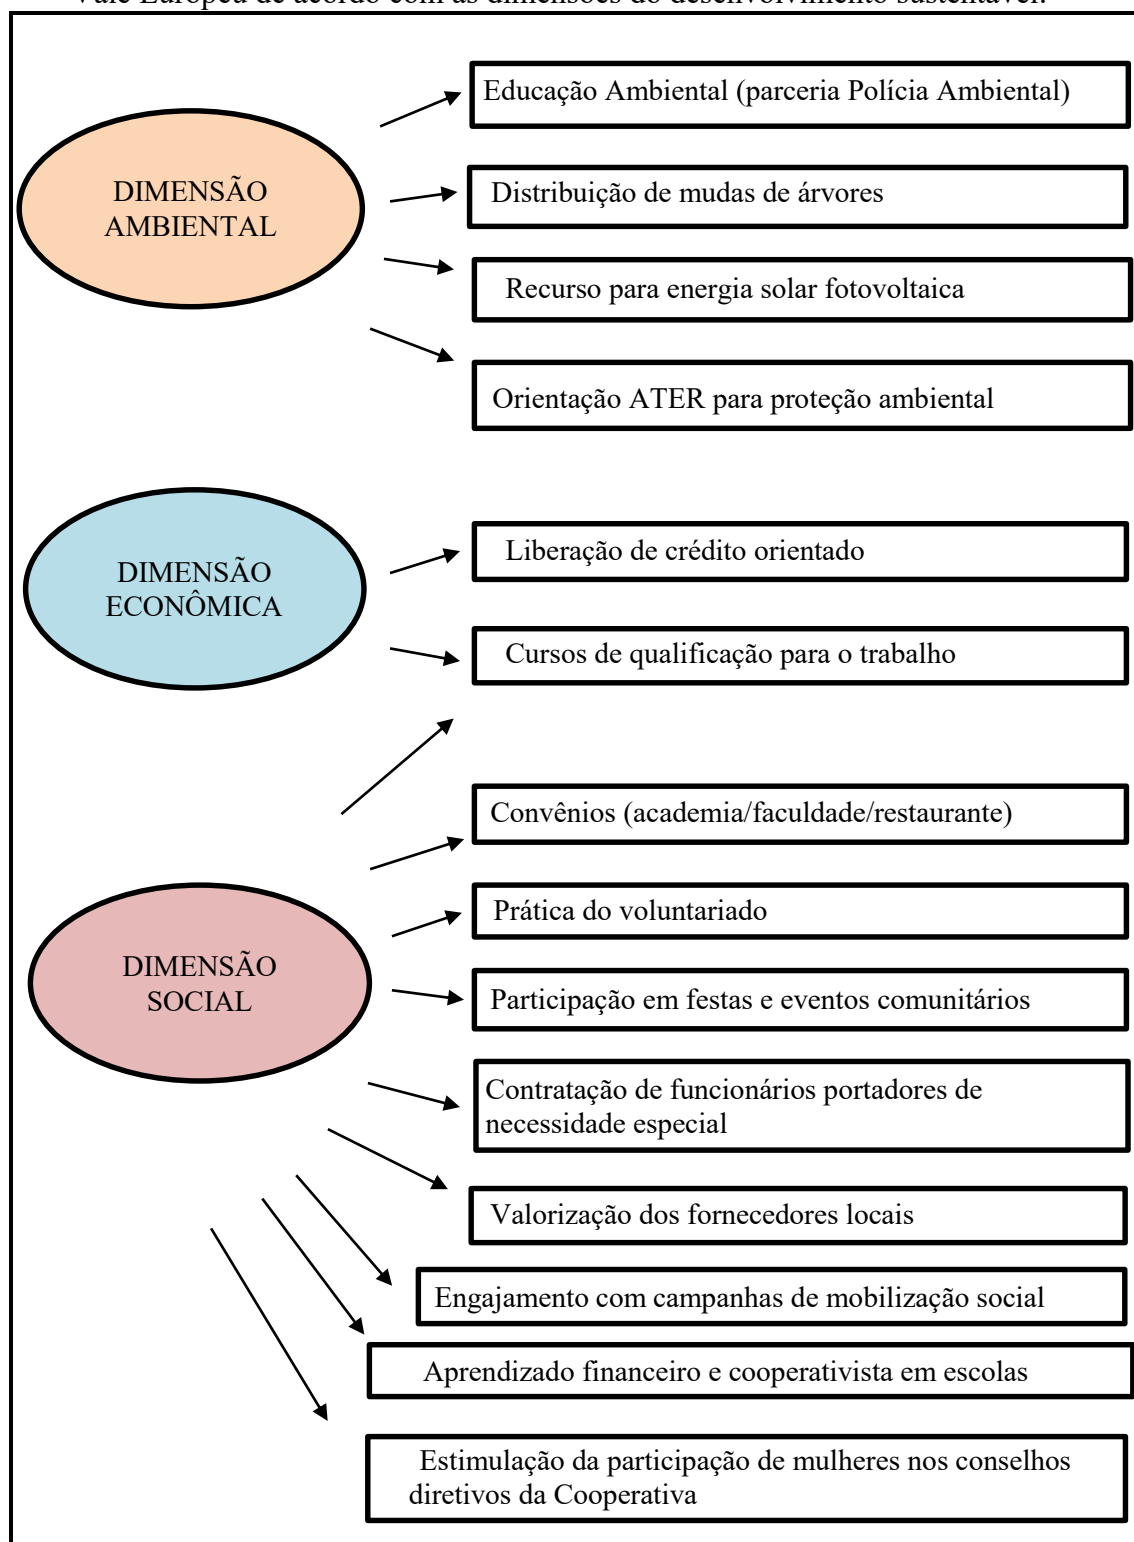 Vale Europeu de acordo com as dimensões do desenvolvimento sustentável.
DIMENSÃO
AMBIENTAL
Educação Ambiental (parceria Polícia Ambiental)
Distribuição de mudas de árvores
Recurso para energia solar fotovoltaica
Orientação ATER para proteção ambiental
DIMENSÃO
ECONÔMICA
Liberação de crédito orientado
Cursos de qualificação para o trabalho
DIMENSÃO
SOCIAL
Convênios (academia/faculdade/restaurante)
Prática do voluntariado
Participação em festas e eventos comunitários
Contratação de funcionários portadores de
necessidade especial
Valorização dos fornecedores locais
Engajamento com campanhas de mobilização social
Aprendizado financeiro e cooperativista em escolas
Estimulação da participação de mulheres nos conselhos
diretivos da Cooperativa